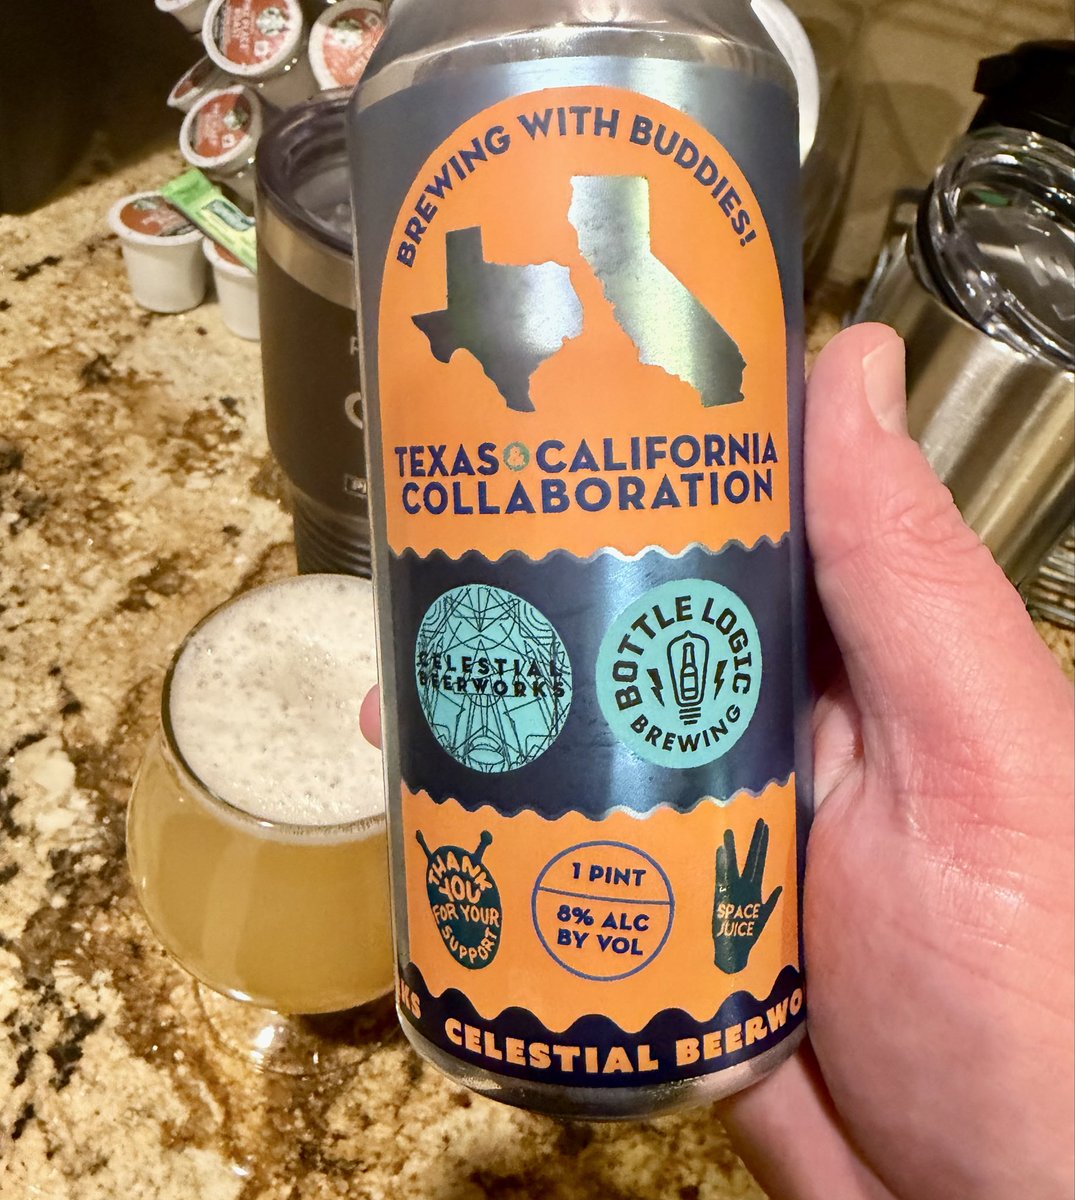 BREWING WITH BUDDIES!
TEXAS & CALIFORNIA
COLLABORATION
CELESTIAL
BEERWORKS
BOTTLE LOGIC
BREWING
THANK
YOU
FOR YOUR
SUPPORT
1 PINT
8% ALC
BY VOL
SPACE
JUICE
CELESTIAL